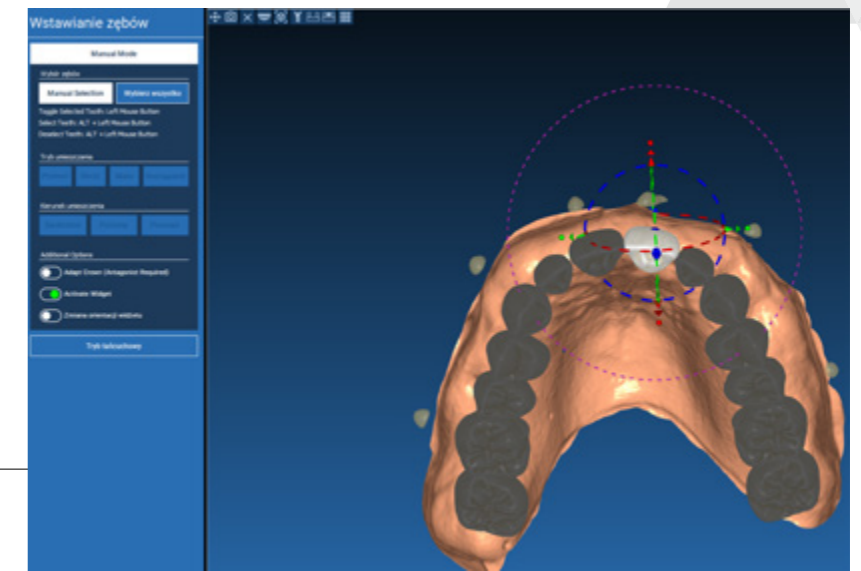 Wstawianie zębów
Manual Mode
Wybór zębów
Manual Selection
Wybierz wszystko
Toggle Selected Teeth: Left Mouse Button
Select Teeth: ALT + Left Mouse Button
Deselect Teeth: ALT + Left Mouse Button
Tryb umieszczania
Kierunek umieszczenia
Additional Options
Adapt Crown (Antagonist Required)
Activate Widget
Zmiana orientacji widżetu
Tryb łańcuchowy